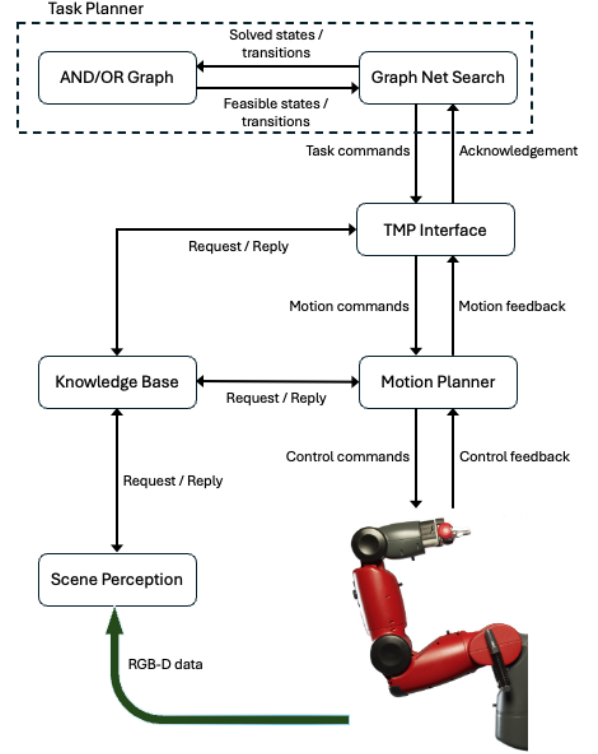 Task Planner
Solved states /
transitions
AND/OR Graph
Graph Net Search
Feasible states /
transitions
Task commands
Acknowledgement
TMP Interface
Request / Reply
Motion commands
Motion feedback
Knowledge Base
Motion Planner
Request / Reply
Control commands
Control feedback
Request / Reply
Scene Perception
RGB-D data